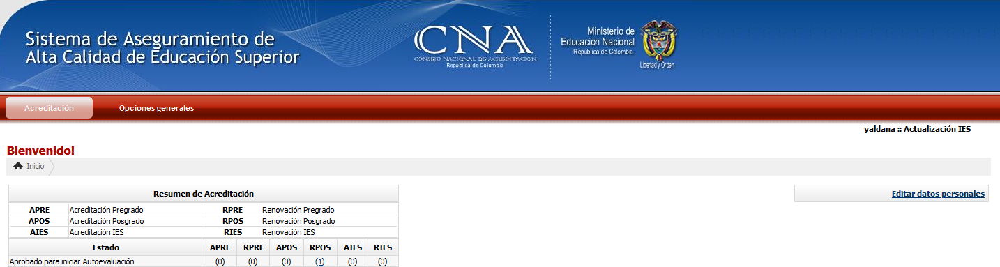 Sistema de Aseguramiento de
Alta Calidad de Educación Superior
CNA
CONSEJO NACIONAL DE ACREDITACIÓN
República de Colombia
Ministerio de
Educación Nacional
República de Colombia
Libertad y Orden
Acreditación Opciones generales
yaldana :: Actualización IES
Bienvenido!
Inicio
Resumen de Acreditación
Editar datos personales
APRE Acreditación Pregrado RPRE Renovación Pregrado
APOS Acreditación Posgrado RPOS Renovación Posgrado
AIES Acreditación IES RIES Renovación IES
Estado APRE RPRE APOS RPOS AIES RIES
Aprobado para iniciar Autoevaluación (0) (0) (0) (1) (0) (0)